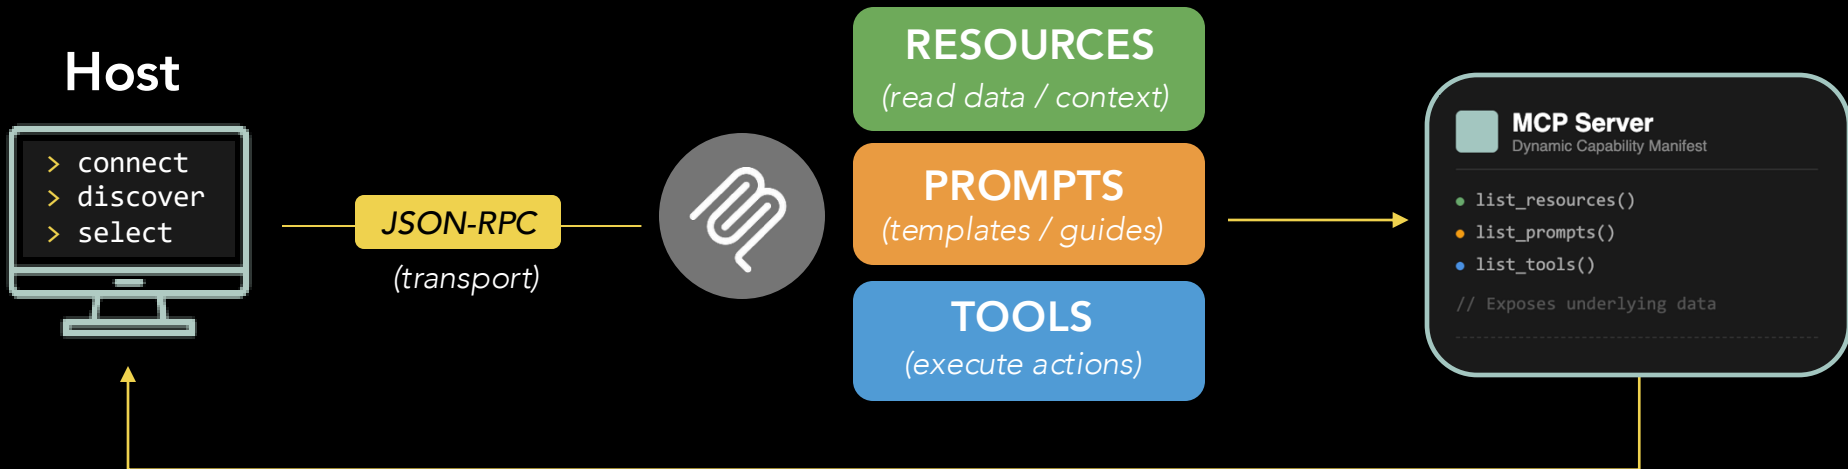 Host
> connect
> discover
> select
JSON-RPC
(transport)
RESOURCES
(read data / context)
PROMPTS
(templates / guides)
TOOLS
(execute actions)
MCP Server
Dynamic Capability Manifest
• list_resources()
• list_prompts()
• list_tools()
// Exposes underlying data